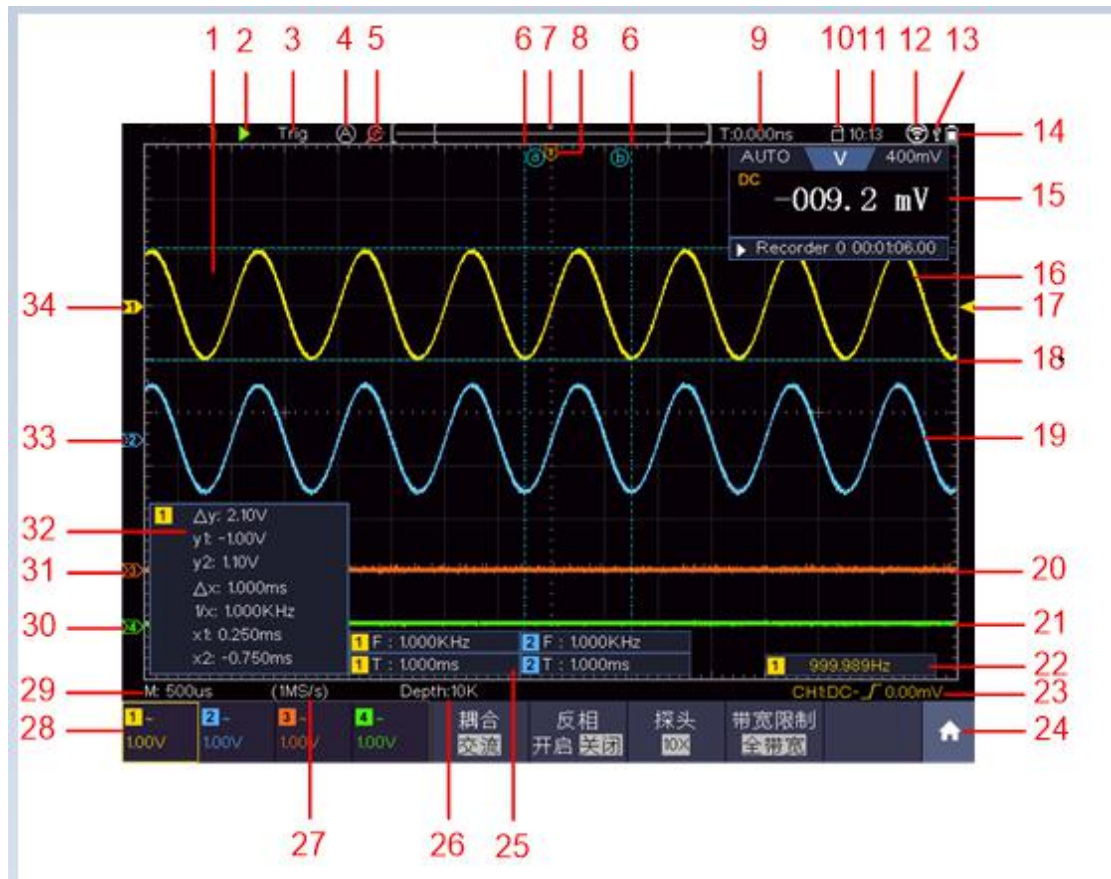 1 2 3 4 5 6 7 8 6 9 10 11 12 13
Trig A C T:0.000ns 10:13
14
a T b
AUTO V 400mV
DC
-009.2 mV
15
Recorder 0 00:01:06.00
16
34 1 17
18
33 2 19
1 △y: 2.10V
32 y1: -1.00V
y2: 1.10V
31 3 20
△x: 1.000ms
1/x: 1.000KHz
30 4 21
x1: 0.250ms
x2: -0.750ms
1 F : 1.000KHz 2 F : 1.000KHz
1 T : 1.000ms 2 T : 1.000ms
1 999.989Hz 22
29 M: 500us (1MS/s) Depth:10K CH1:DC- 0.00mV 23
28 1 ~ 2 ~ 3 ~ 4 ~ 耦合 反相 探头 带宽限制 24
1.00V 1.00V 1.00V 1.00V 交流 开启 关闭 10X 全带宽
27 26 25